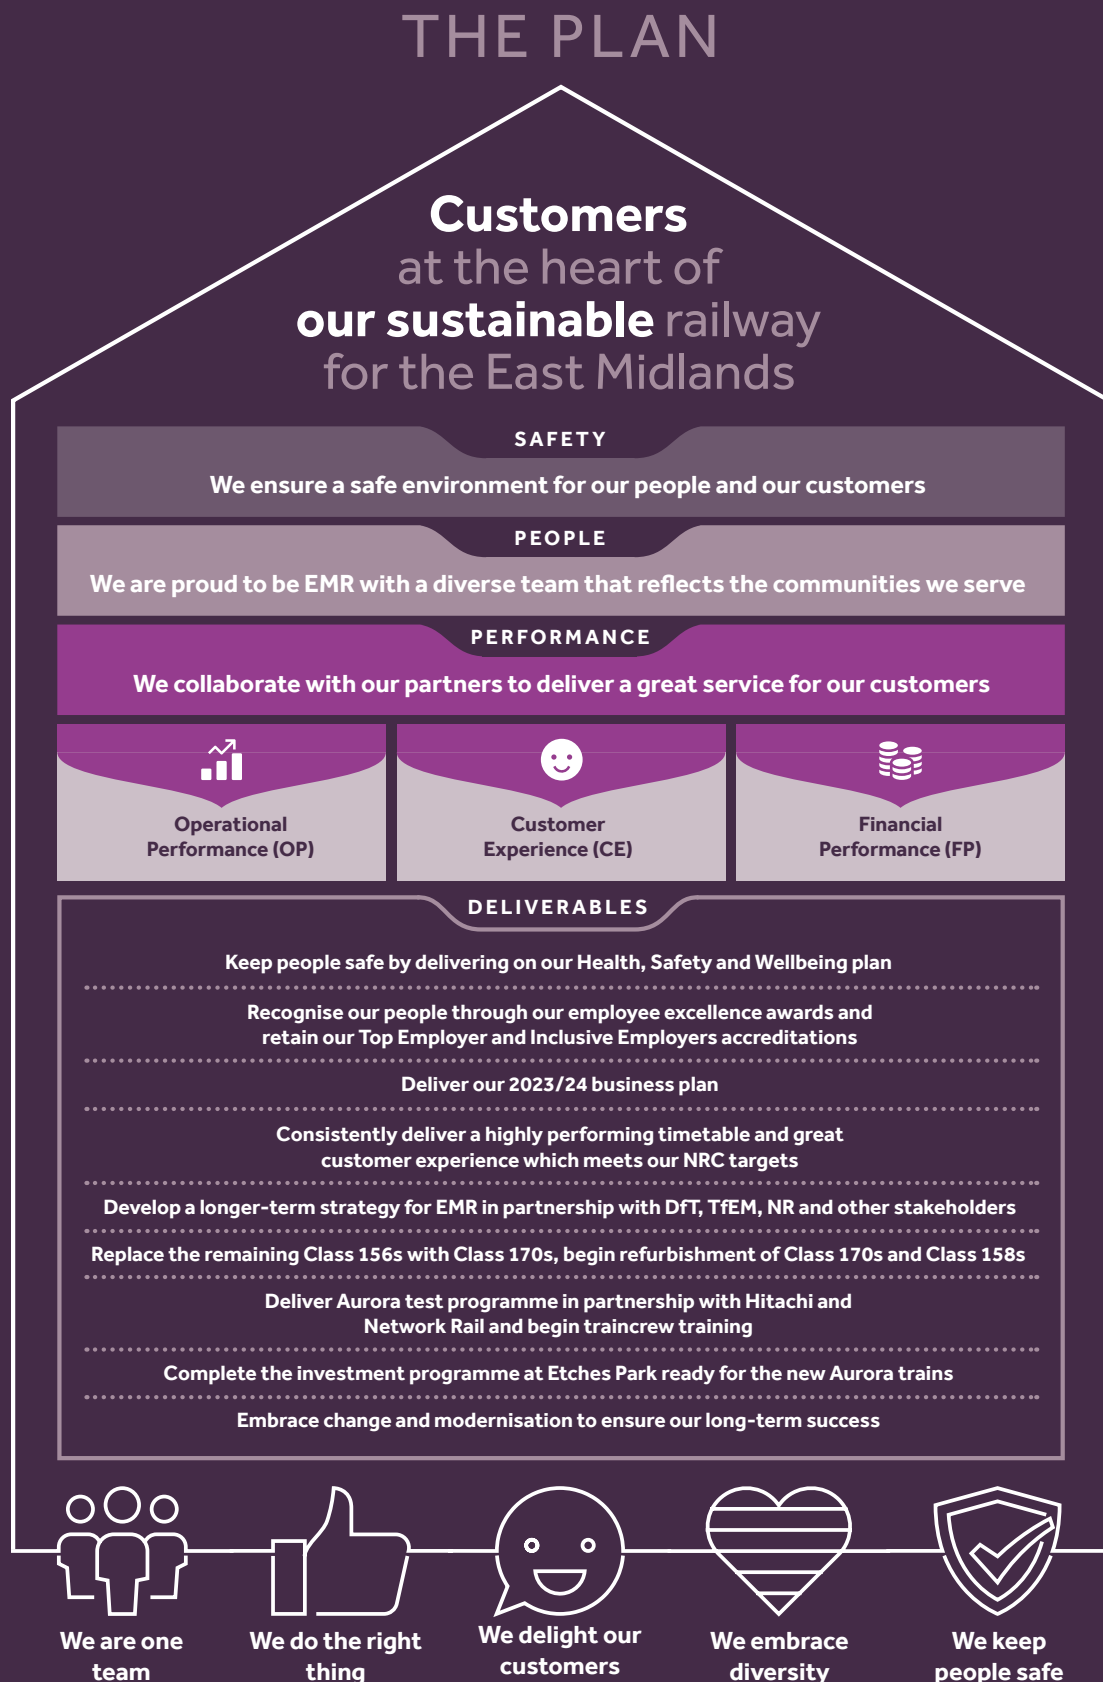 THE PLAN
Customers
at the heart of
our sustainable railway
for the East Midlands
SAFETY
We ensure a safe environment for our people and our customers
PEOPLE
We are proud to be EMR with a diverse team that reflects the communities we serve
PERFORMANCE
We collaborate with our partners to deliver a great service for our customers
Operational
Performance (OP)
Customer
Experience (CE)
Financial
Performance (FP)
DELIVERABLES
Keep people safe by delivering on our Health, Safety and Wellbeing plan
Recognise our people through our employee excellence awards and
retain our Top Employer and Inclusive Employers accreditations
Deliver our 2023/24 business plan
Consistently deliver a highly performing timetable and great
customer experience which meets our NRC targets
Develop a longer-term strategy for EMR in partnership with DfT, TfEM, NR and other stakeholders
Replace the remaining Class 156s with Class 170s, begin refurbishment of Class 170s and Class 158s
Deliver Aurora test programme in partnership with Hitachi and
Network Rail and begin traincrew training
Complete the investment programme at Etches Park ready for the new Aurora trains
Embrace change and modernisation to ensure our long-term success
We are one
team
We do the right
thing
We delight our
customers
We embrace
diversity
We keep
people safe